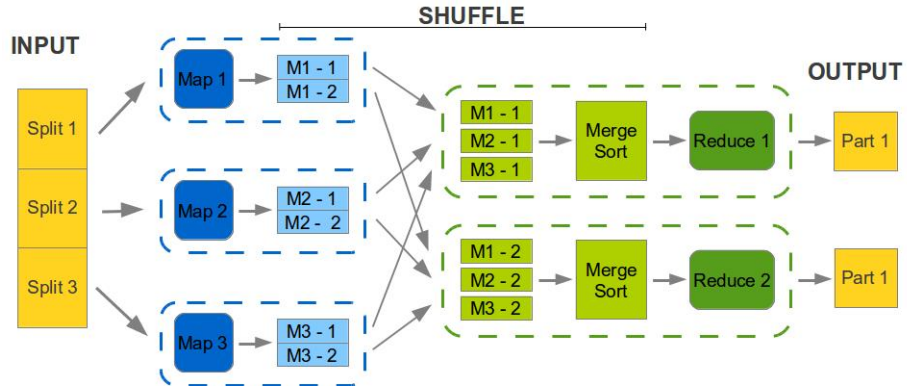 SHUFFLE
INPUT
OUTPUT
Split 1
Split 2
Split 3
Map 1
M1 - 1
M1 - 2
Map 2
M2 - 1
M2 - 2
Map 3
M3 - 1
M3 - 2
M1 - 1
M2 - 1
M3 - 1
Merge
Sort
Reduce 1
Part 1
M1 - 2
M2 - 2
M3 - 2
Merge
Sort
Reduce 2
Part 1